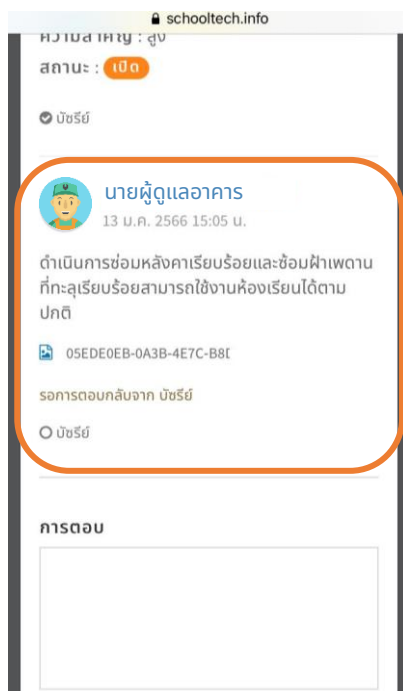 schooltech.info
ความสำคัญ : สูง
สถานะ : เปิด
บัชรีย์
นายผู้ดูแลอาคาร
13 ม.ค. 2566 15:05 น.
ดำเนินการซ่อมหลังคาเรียบร้อยและซ้อมฝ้าเพดาน
ที่ทะลุเรียบร้อยสามารถใช้งานห้องเรียนได้ตาม
ปกติ
05EDE0EB-0A3B-4E7C-B8
รอการตอบกลับจาก บัชรีย์
บัชรีย์
การตอบ